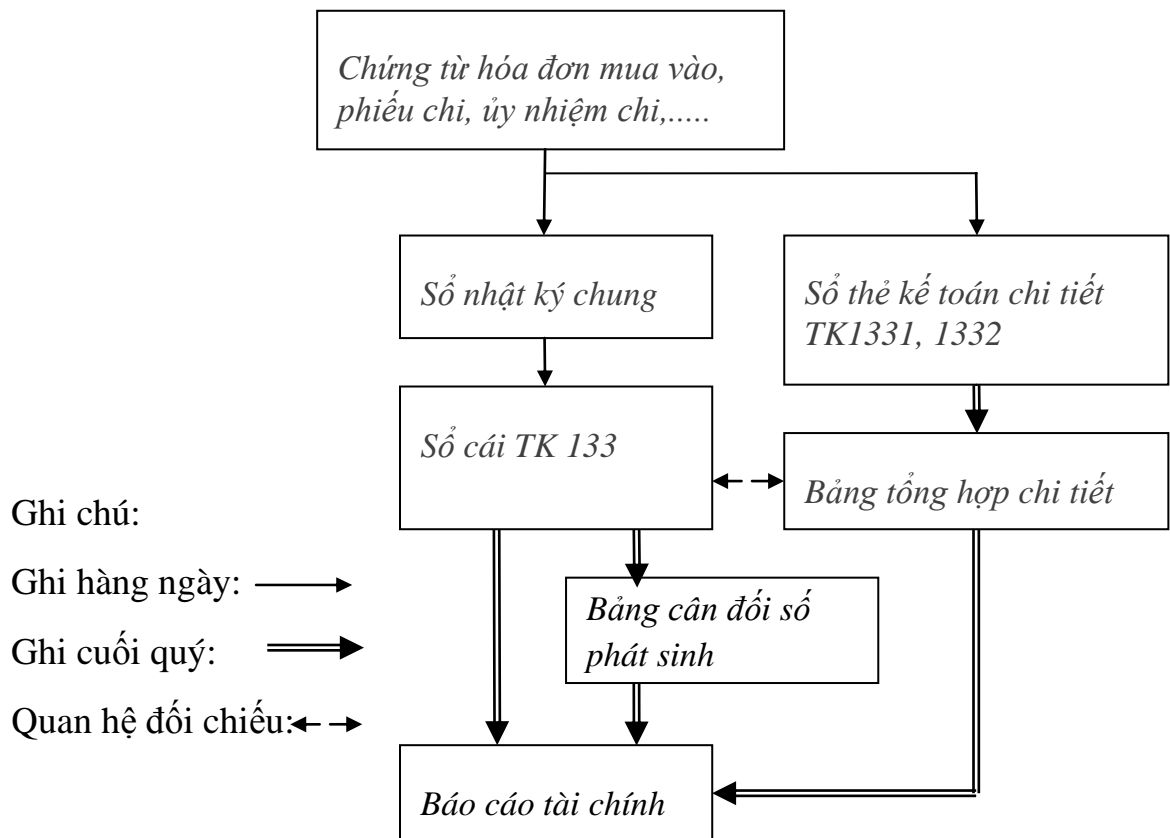 Chứng từ hóa đơn mua vào,
phiếu chi, ủy nhiệm chi,.....
Sổ nhật ký chung
Sổ thẻ kế toán chi tiết
TK1331, 1332
Sổ cái TK 133
Bảng tổng hợp chi tiết
Ghi chú:
Ghi hàng ngày:
Ghi cuối quý:
Quan hệ đối chiếu:
Bảng cân đối số
phát sinh
Báo cáo tài chính